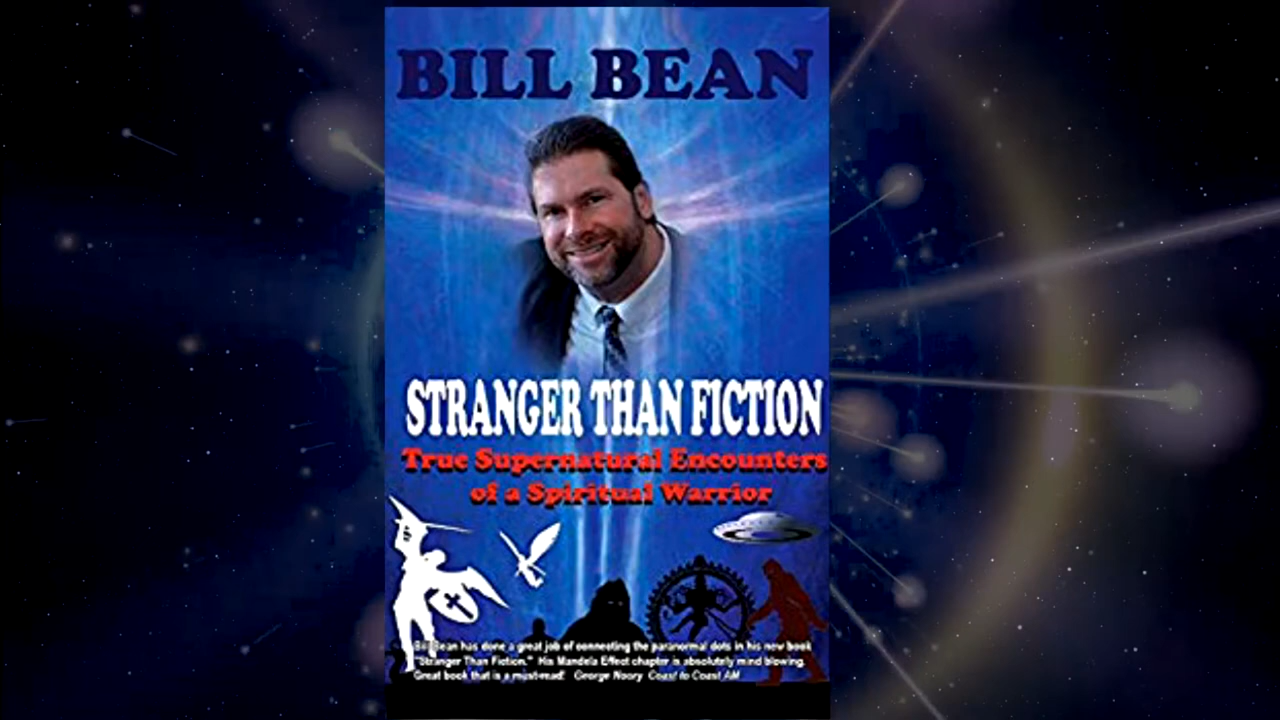 BILL BEAN
STRANGER THAN FICTION
True Supernatural Encounters
of a Spiritual Warrior
Bill Bean has done a great job of connecting the paranormal dots in his new book
"Stranger Than Fiction." His Mandela Effect chapter is absolutely mind blowing.
Great book that is a must-read! George Noory Coast to Coast AM